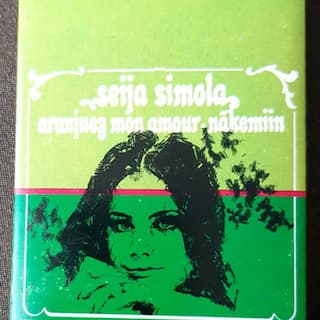 seija simola
aranjuez mon amour - näkemiin